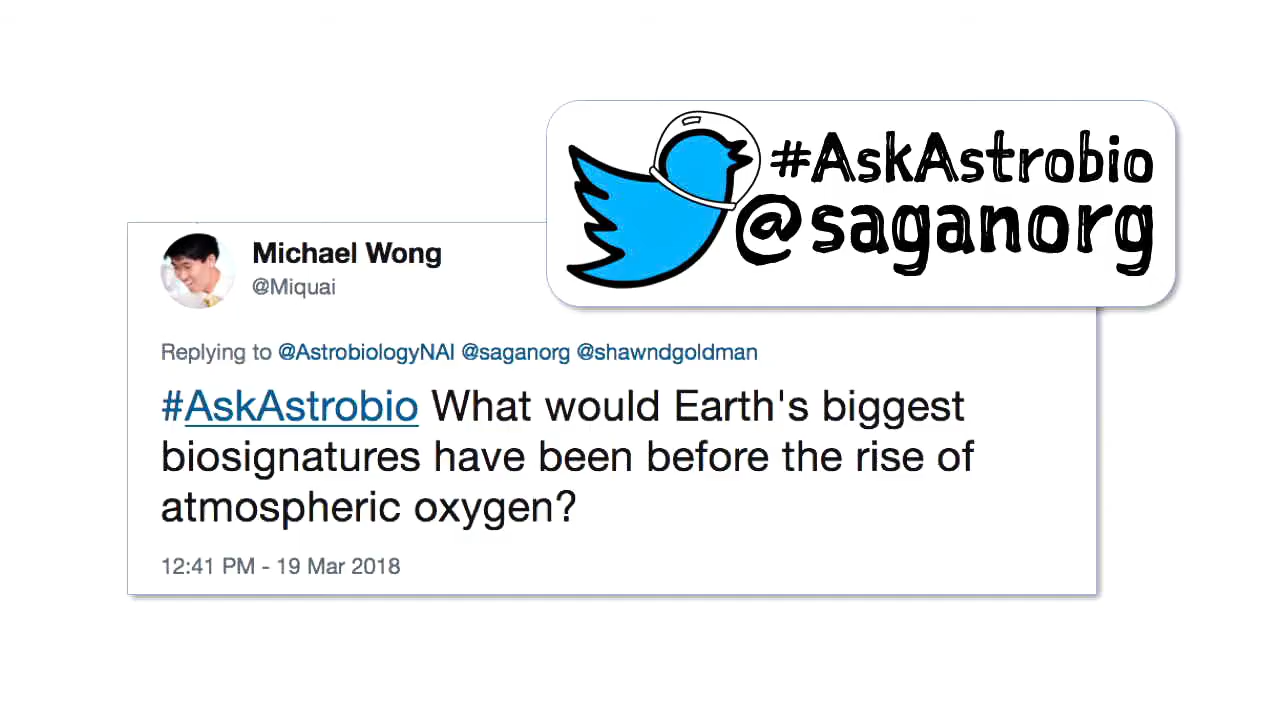 #AskAstrobio
@saganorg
Michael Wong
@Miquai
Replying to @AstrobiologyNAI @saganorg @shawndgoldman
#AskAstrobio What would Earth's biggest
biosignatures have been before the rise of
atmospheric oxygen?
12:41 PM - 19 Mar 2018